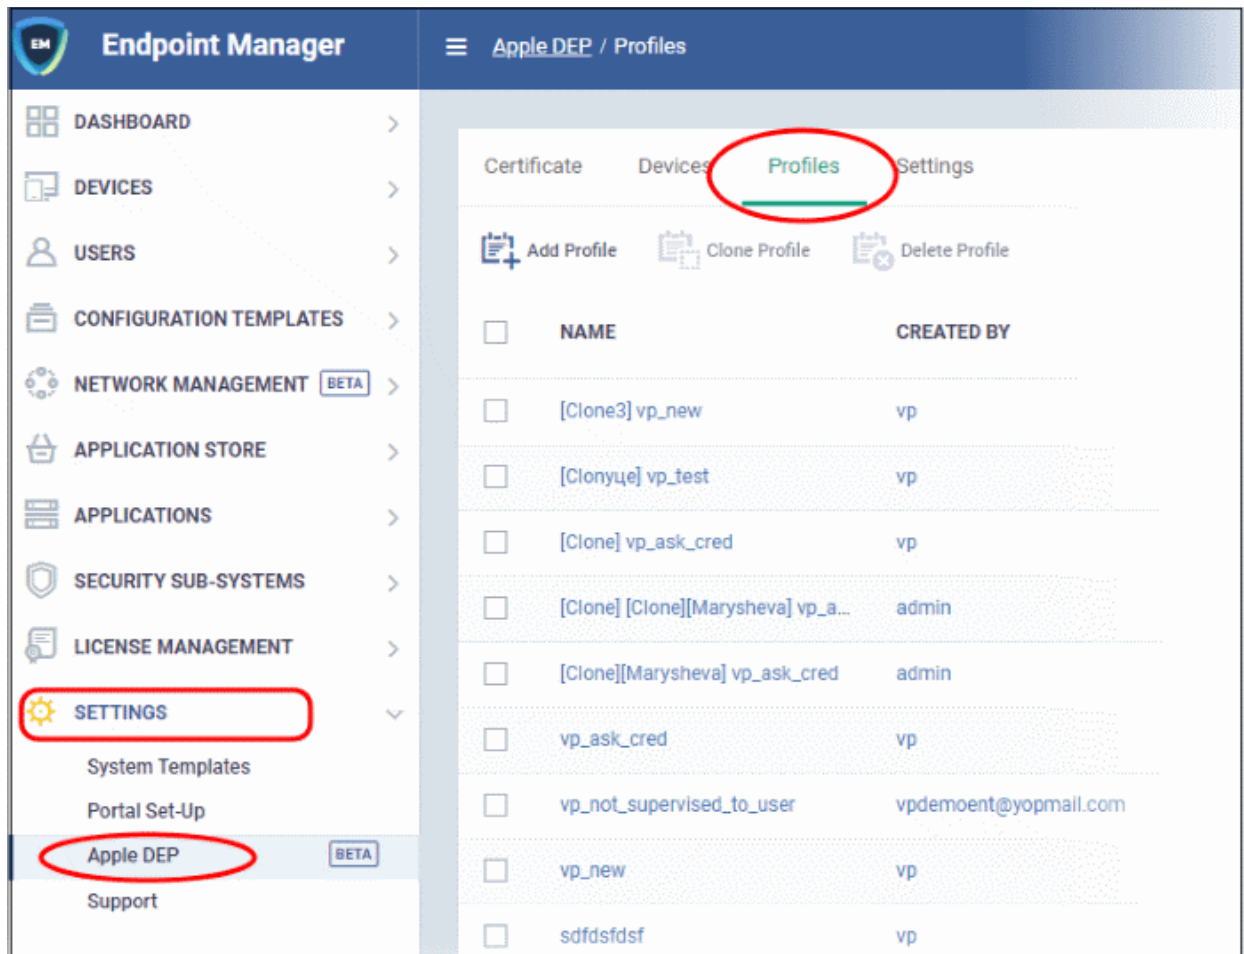 EM Endpoint Manager
Apple DEP / Profiles
DASHBOARD
DEVICES
USERS
CONFIGURATION TEMPLATES
NETWORK MANAGEMENT BETA
APPLICATION STORE
APPLICATIONS
SECURITY SUB-SYSTEMS
LICENSE MANAGEMENT
SETTINGS
System Templates
Portal Set-Up
Apple DEP BETA
Support
Certificate Devices Profiles Settings
Add Profile Clone Profile Delete Profile
NAME CREATED BY
[Clone3] vp_new vp
[Clonyце] vp_test vp
[Clone] vp_ask_cred vp
[Clone] [Clone][Marysheva] vp_a... admin
[Clone][Marysheva] vp_ask_cred admin
vp_ask_cred vp
vp_not_supervised_to_user vpdemoent@yopmail.com
vp_new vp
sdfdsfdsf vp